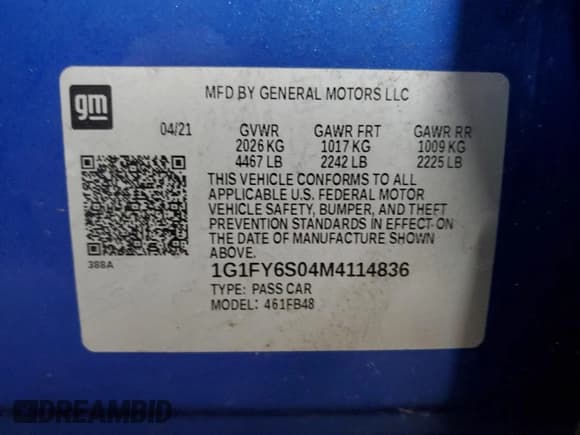 gm
MFD BY GENERAL MOTORS LLC
04/21 GVWR GAWR FRT GAWR RR
2026 KG 1017 KG 1009 KG
4467 LB 2242 LB 2225 LB
THIS VEHICLE CONFORMS TO ALL
APPLICABLE U.S. FEDERAL MOTOR
VEHICLE SAFETY, BUMPER, AND THEFT
PREVENTION STANDARDS IN EFFECT ON
THE DATE OF MANUFACTURE SHOWN
ABOVE.
388A
1G1FY6S04M4114836
TYPE: PASS CAR
MODEL: 461FB48
DREAMBID